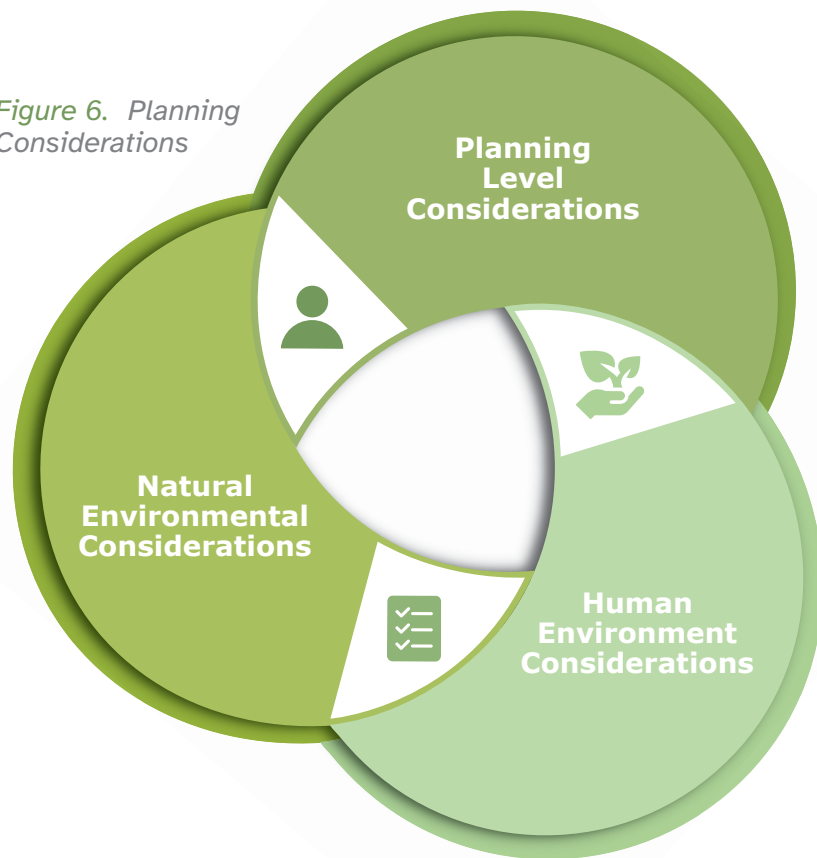 Figure 6. Planning
Considerations
Planning
Level
Considerations
Natural
Environmental
Considerations
Human
Environment
Considerations